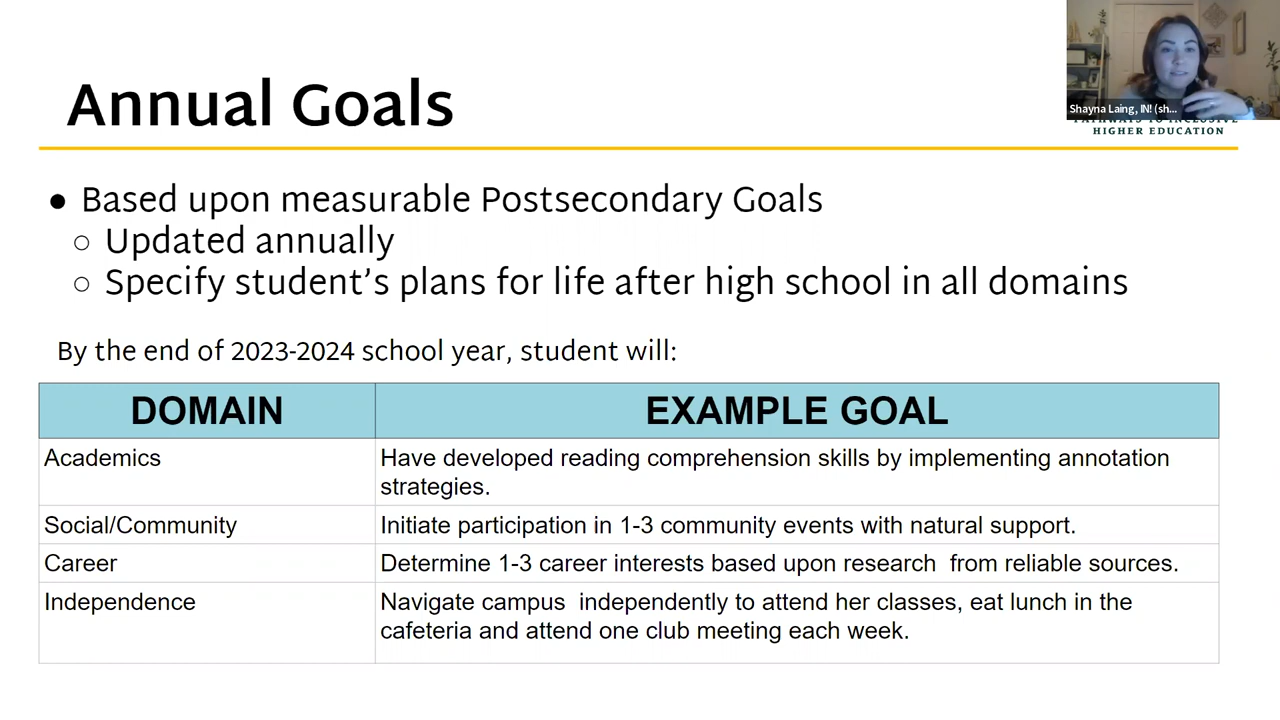 Shayna Laing, IN! (sh...
Annual Goals
HIGHER EDUCATION
● Based upon measurable Postsecondary Goals
○ Updated annually
○ Specify student’s plans for life after high school in all domains
By the end of 2023-2024 school year, student will:
DOMAIN EXAMPLE GOAL
Academics Have developed reading comprehension skills by implementing annotation
strategies.
Social/Community Initiate participation in 1-3 community events with natural support.
Career Determine 1-3 career interests based upon research  from reliable sources.
Independence Navigate campus  independently to attend her classes, eat lunch in the
cafeteria and attend one club meeting each week.